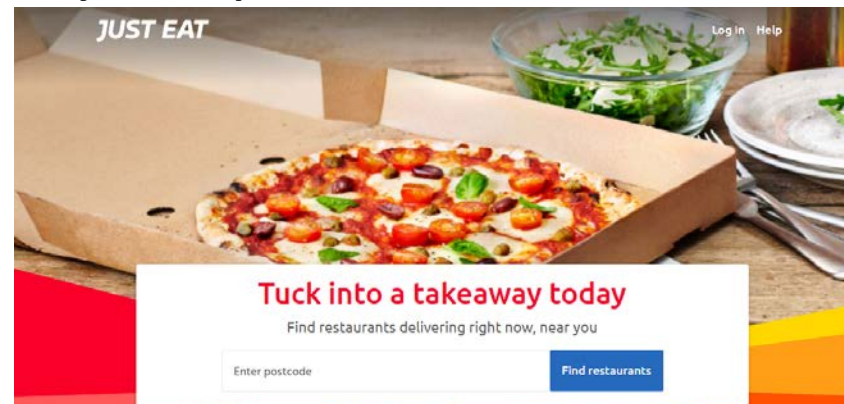 JUST EAT
Log in Help
Tuck into a takeaway today
Find restaurants delivering right now, near you
Enter postcode
Find restaurants